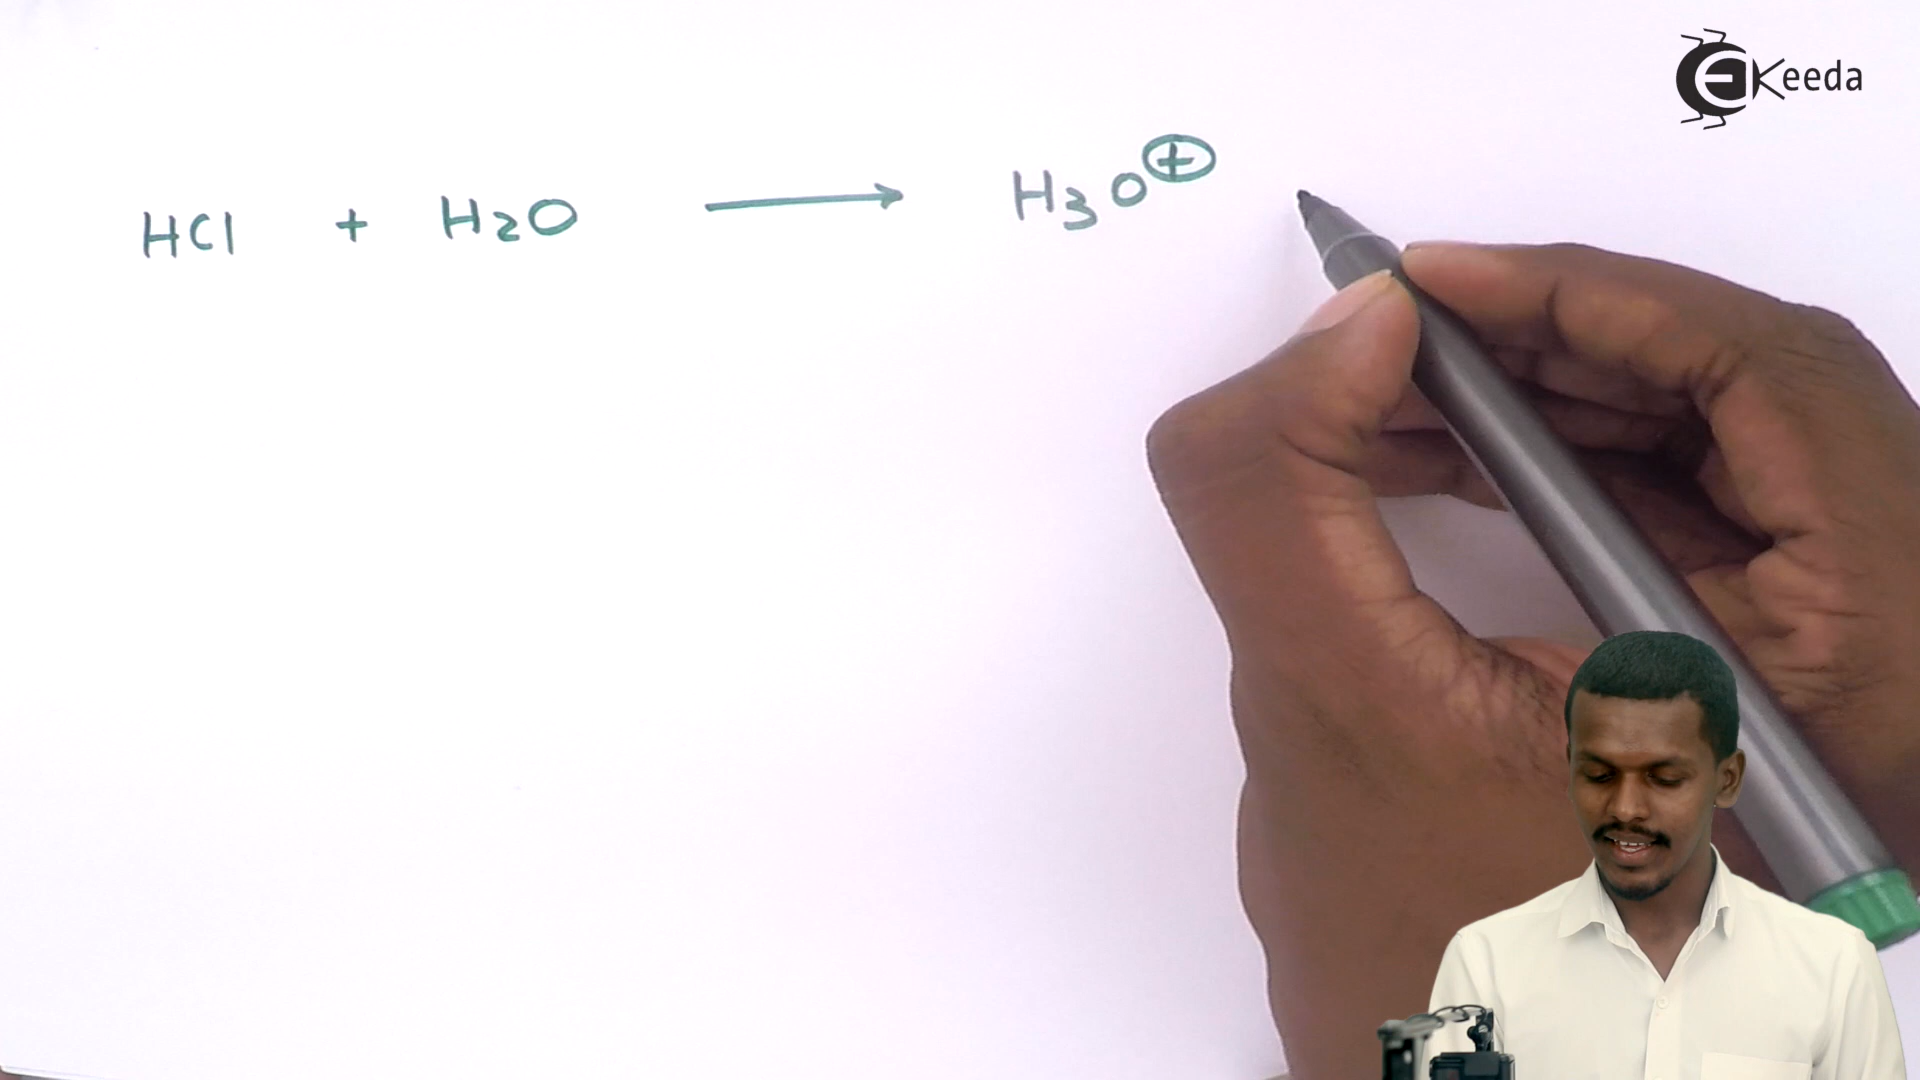 Keeda
HCl + H2O → H3O⊕